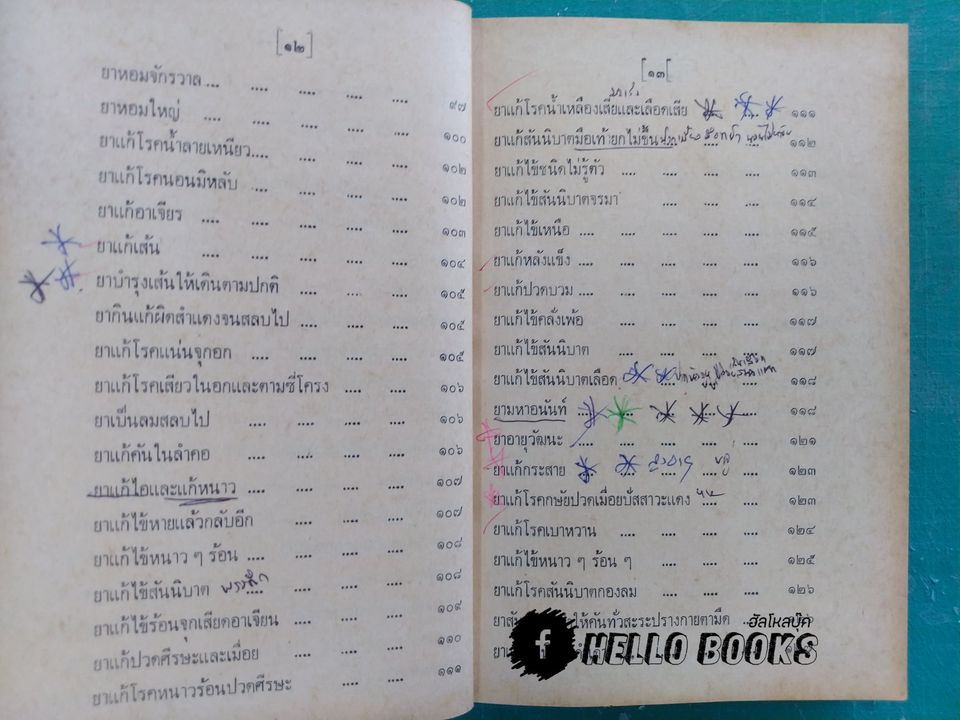 [๑๒]
ยาหอมจักรวาล ... .... .... .... ๙๗
ยาหอมใหญ่ .... .... .... .... ๑๐๐
ยาแก้โรคน้ำลายเหนียว.... .... .... .... ๑๐๒
ยาแก้โรคนอนมิหลับ .... .... .... .... ๑๐๒
ยาแก้อาเจียร .... .... .... .... ๑๐๓
ยาแก้เส้น .... .... .... .... ๑๐๔
ยาบำรุงเส้นให้เดินตามปกติ .... .... .... ๑๐๕
ยากินแก้ผิดสำแดงจนสลบไป .... .... .... ๑๐๕
ยาแก้โรคแน่นจุกอก .... .... .... .... ๑๐๕
ยาแก้โรคเสียวในอกและตามซี่โครง .... .... ๑๐๖
ยาเป็นลมสลบไป .... .... .... .... ๑๐๖
ยาแก้คันในลำคอ .... .... .... .... ๑๐๖
ยาแก้ไอและแก้หนาว .... .... .... .... ๑๐๗
ยาแก้ไข้หายแล้วกลับอีก .... .... .... ๑๐๗
ยาแก้ไข้หนาว ๆ ร้อน .... .... .... .... ๑๐๘
ยาแก้ไข้สันนิบาต .... .... .... ๑๐๘
ยาแก้ไข้ร้อนจุกเสียดอาเจียน .... .... .... ๑๐๙
ยาแก้ปวดศีรษะและเมื่อย .... .... .... ๑๑๐
ยาแก้โรคหนาวร้อนปวดศีรษะ .... .... ๑๑๑
[๑๓]
ยาแก้โรคน้ำเหลืองเสียและเลือดเสีย .... .... .... ๑๑๑
ยาแก้สันนิบาตมือเท้ายกไม่ขึ้น .... .... .... ๑๑๒
ยาแก้ไข้ชนิดไม่รู้ตัว .... .... .... .... ๑๑๓
ยาแก้ไข้สันนิบาตจรมา .... .... .... ๑๑๔
ยาแก้ไข้เหนือ .... .... .... .... .... ๑๑๕
ยาแก้หลังแข็ง .... .... .... .... .... ๑๑๖
ยาแก้ปวดบวม .... .... .... .... .... ๑๑๖
ยาแก้ไข้คลั่งเพ้อ .... .... .... .... ๑๑๗
ยาแก้ไข้สันนิบาต .... .... .... .... ๑๑๗
ยาแก้ไข้สันนิบาตเลือด .... .... .... .... ๑๑๘
ยามหาอนันท์ .... .... .... .... .... ๑๑๘
ยาอายุวัฒนะ .... .... .... .... .... ๑๒๑
ยาแก้กระสาย .... .... .... .... .... ๑๒๓
ยาแก้โรคกษัยปวดเมื่อยปัสสาวะแดง .... .... ๑๒๓
ยาแก้โรคเบาหวาน .... .... .... .... ๑๒๔
ยาแก้ไข้หนาว ๆ ร้อน ๆ .... .... .... ๑๒๕
ยาแก้โรคสันนิบาตกองลม .... .... .... ๑๒๖
ให้คันทั่วสะระปรางกายตามืด
ฮัลโหลบุ๊ค
f HELLO BOOKS